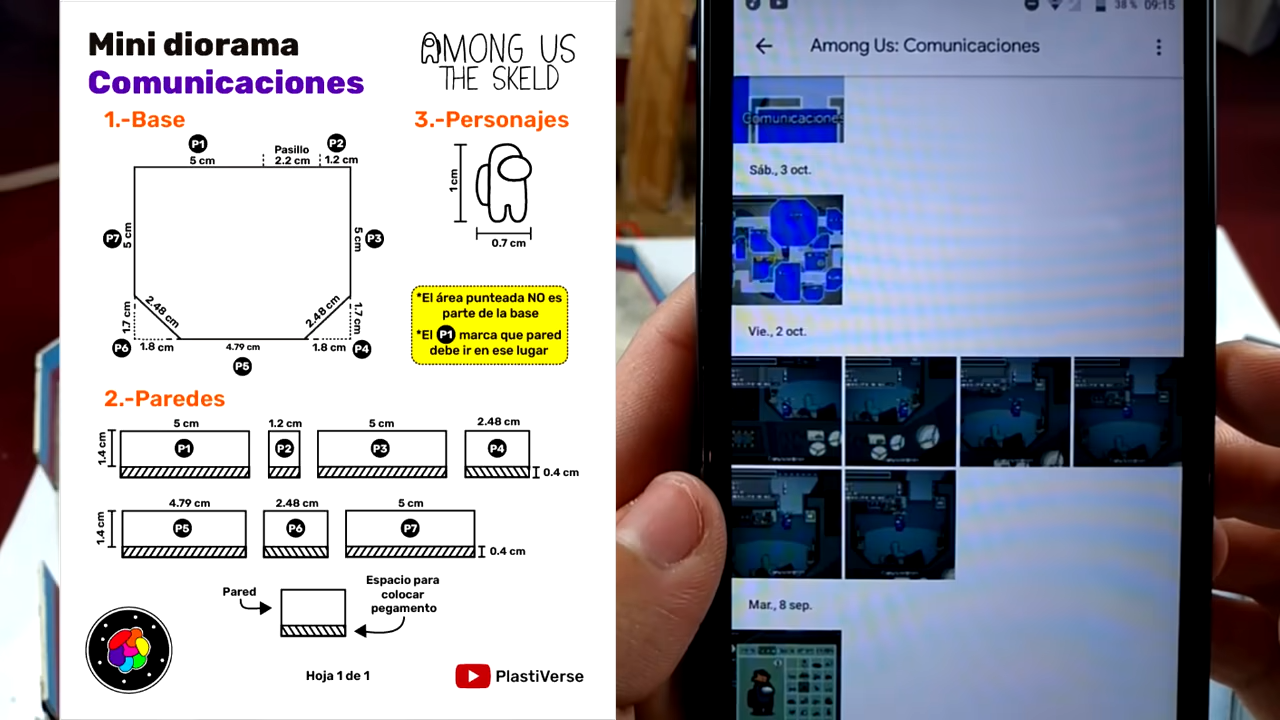 Mini diorama
Comunicaciones
AMONG US
THE SKELD
1.-Base
P1
5 cm
Pasillo
2.2 cm
P2
1.2 cm
P7
5 cm
5 cm
P3
1.7 cm
2.48 cm
2.48 cm
1.7 cm
P6
1.8 cm
4.79 cm
1.8 cm
P4
P5
3.-Personajes
1 cm
0.7 cm
*El área punteada NO es
parte de la base
*El P1 marca que pared
debe ir en ese lugar
2.-Paredes
5 cm
1.2 cm
5 cm
2.48 cm
1.4 cm
P1
P2
P3
P4
0.4 cm
4.79 cm
2.48 cm
5 cm
1.4 cm
P5
P6
P7
0.4 cm
Pared
Espacio para
colocar
pegamento
Hoja 1 de 1
PlastiVerse
38 % 09:15
Among Us: Comunicaciones
Comunicaciones
Sáb., 3 oct.
Vie., 2 oct.
Mar., 8 sep.